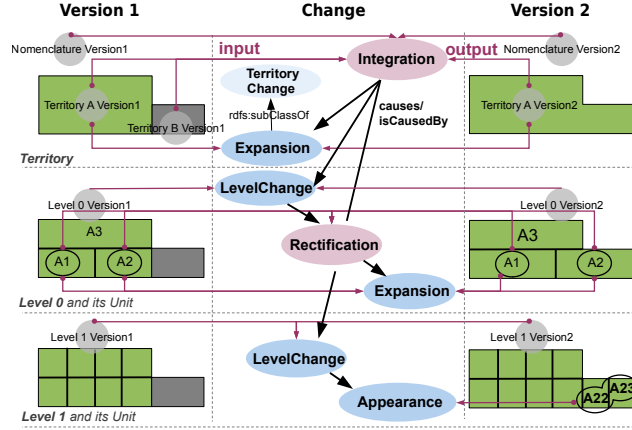 Version 1
Change
Version 2
Nomenclature Version1
input
output
Nomenclature Version2
Integration
Territory
Change
Territory A Version1
Territory B Version1
causes/
isCausedBy
Territory A Version2
rdfs:subClassOf
Expansion
Territory
LevelChange
Level 0 Version1
Level 0 Version2
A3
A3
Rectification
A1
A2
A1
A2
Expansion
Level 0 and its Unit
Level 1 Version1
Level 1 Version2
LevelChange
A23
A22
Appearance
Level 1 and its Unit